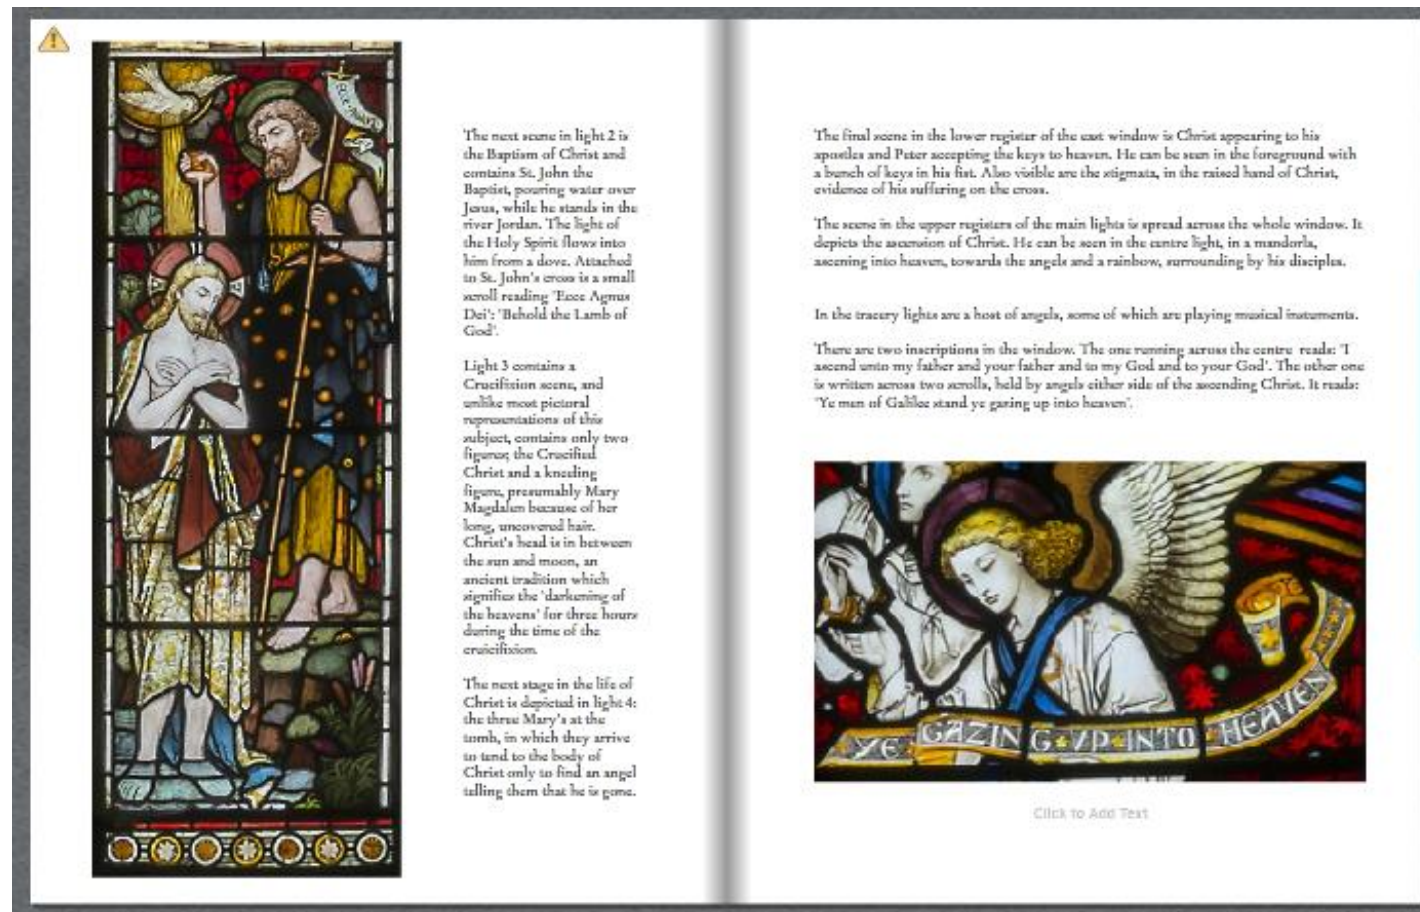 ECCE·AGNUS
The next scene in light 2 is
the Baptism of Christ and
contains St. John the
Baptist, pouring water over
Jesus, while he stands in the
river Jordan. The light of
the Holy Spirit flows into
him from a dove. Attached
to St. John's cross is a small
scroll reading 'Ecce Agnus
Dei': 'Behold the Lamb of
God'.
Light 3 contains a
Crucifixion scene, and
unlike most pictoral
representations of this
subject, contains only two
figures; the Crucified
Christ and a kneeling
figure, presumably Mary
Magdalen because of her
long, uncovered hair.
Christ's head is in between
the sun and moon, an
ancient tradition which
signifies the 'darkening of
the heavens' for three hours
during the time of the
cruicifixion.
The next stage in the life of
Christ is depicted in light 4:
the three Mary's at the
tomb, in which they arrive
to tend to the body of
Christ only to find an angel
telling them that he is gone.
The final scene in the lower register of the east window is Christ appearing to his
apostles and Peter accepting the keys to heaven. He can be seen in the foreground with
a bunch of keys in his fist. Also visible are the stigmata, in the raised hand of Christ,
evidence of his suffering on the cross.
The scene in the upper registers of the main lights is spread across the whole window. It
depicts the ascension of Christ. He can be seen in the centre light, in a mandorla,
ascening into heaven, towards the angels and a rainbow, surrounding by his disciples.
In the tracery lights are a host of angels, some of which are playing musical instuments.
There are two inscriptions in the window. The one running across the centre reads: 'I
ascend unto my father and your father and to my God and to your God'. The other one
is written across two scrolls, held by angels either side of the ascending Christ. It reads:
'Ye men of Galilee stand ye gazing up into heaven'.
YE GAZING UP INTO HEAVEN
Click to Add Text